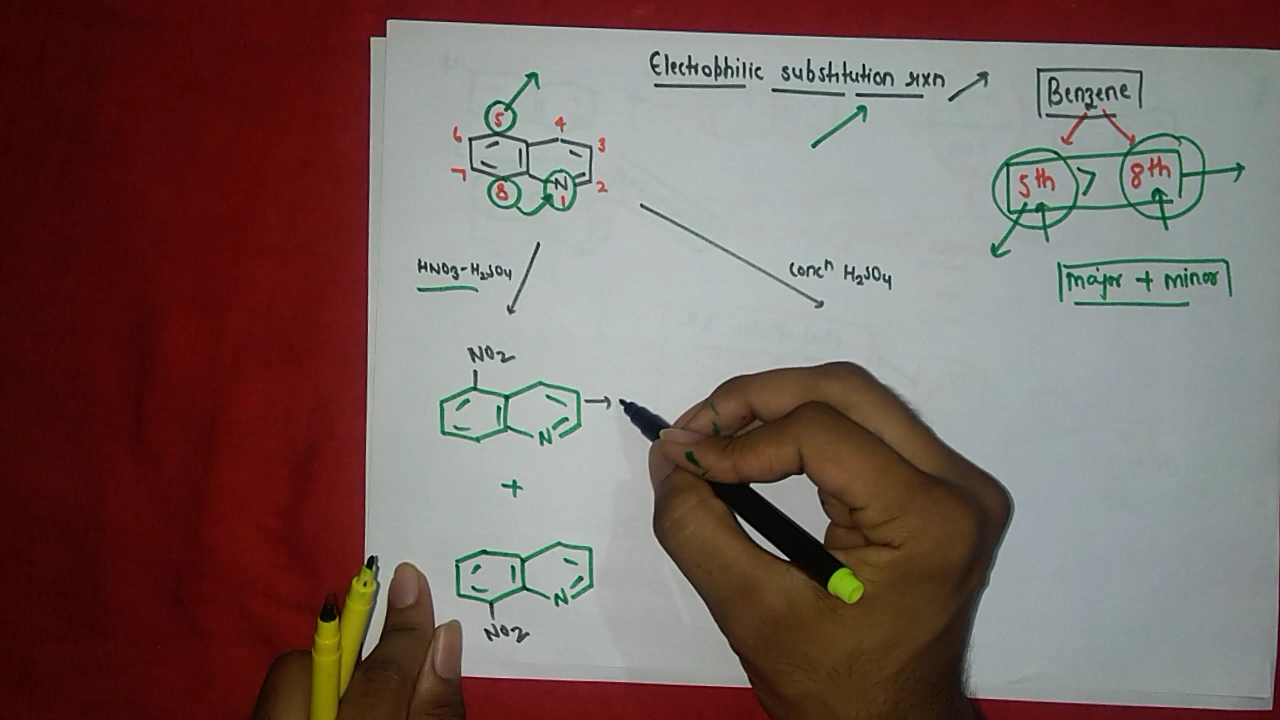 Electrophilic substitution rxn
Benzene
5th > 8th
major + minor
5
4
6
3
7
8
N
1
2
HNO3-H2SO4
concⁿ H2SO4
NO2
N
+
N
NO2